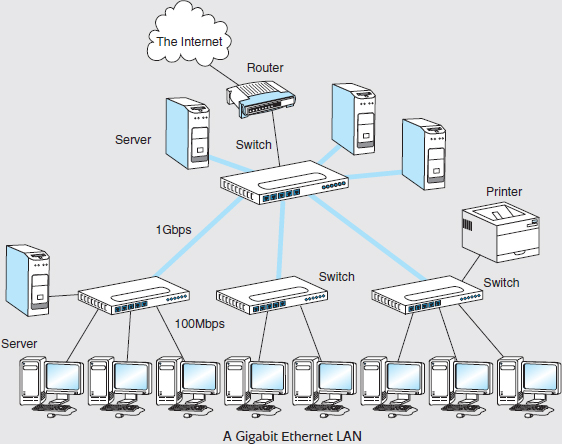 The Internet
Router
Server
Switch
Printer
1Gbps
Switch
Switch
100Mbps
Server
A Gigabit Ethernet LAN